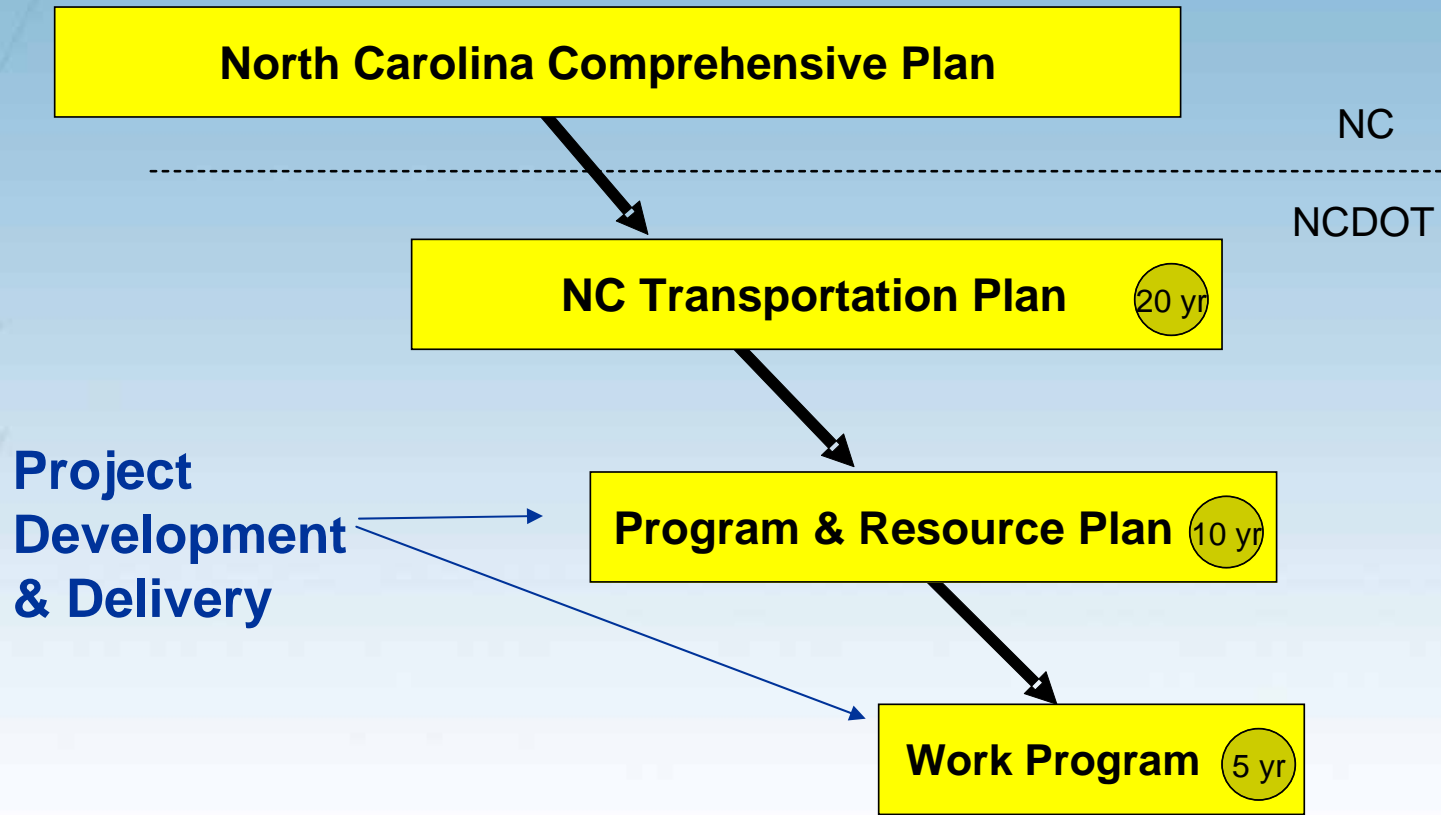 North Carolina Comprehensive Plan
NC
NCDOT
NC Transportation Plan
20 yr
Project
Development
& Delivery
Program & Resource Plan
10 yr
Work Program
5 yr